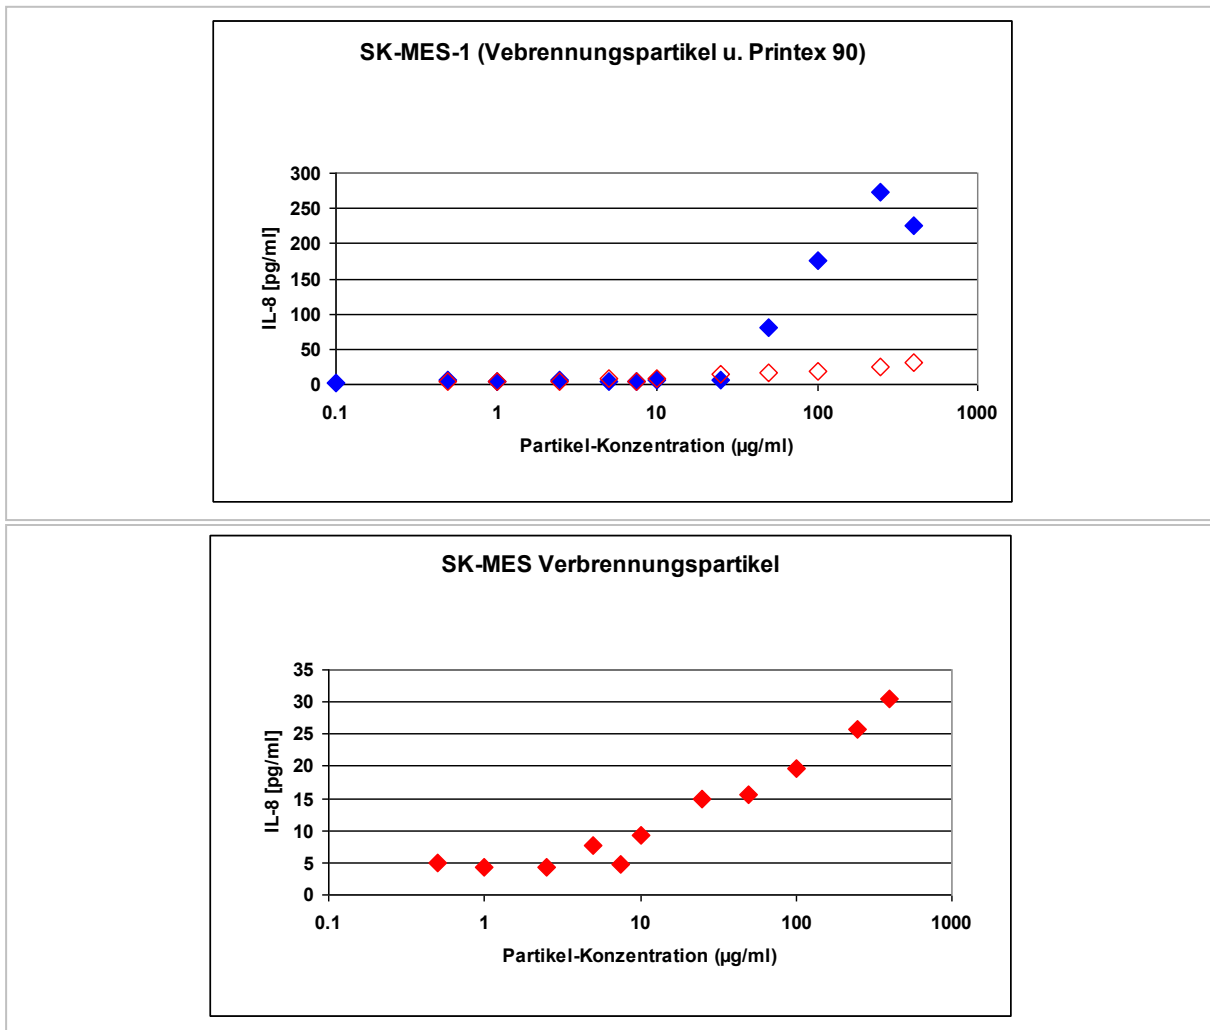 SK-MES-1 (Vebrennungspartikel u. Printex 90)
300
250
200
150
100
50
0
IL-8 [pg/ml]
0.1 1 10 100 1000
Partikel-Konzentration (µg/ml)
SK-MES Verbrennungspartikel
35
30
25
20
15
10
5
0
IL-8 [pg/ml]
0.1 1 10 100 1000
Partikel-Konzentration (µg/ml)